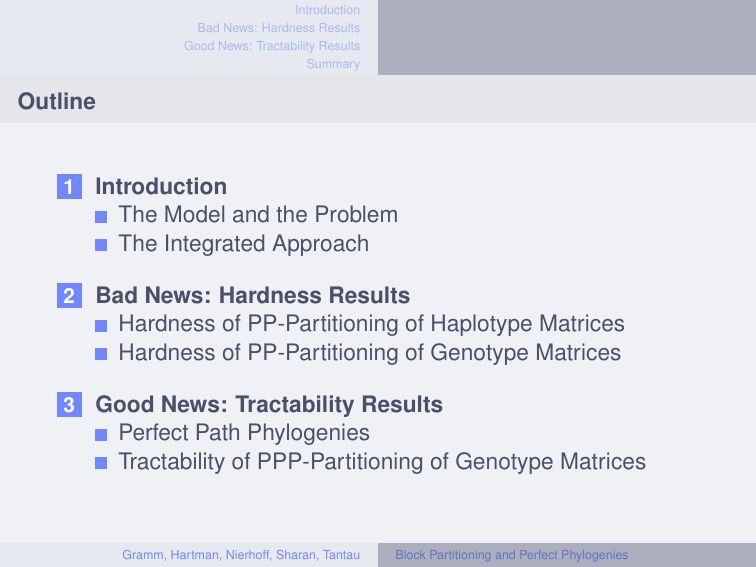 Introduction
Bad News: Hardness Results
Good News: Tractability Results
Summary
Outline
1 Introduction
The Model and the Problem
The Integrated Approach
2 Bad News: Hardness Results
Hardness of PP-Partitioning of Haplotype Matrices
Hardness of PP-Partitioning of Genotype Matrices
3 Good News: Tractability Results
Perfect Path Phylogenies
Tractability of PPP-Partitioning of Genotype Matrices
Gramm, Hartman, Nierhoff, Sharan, Tantau
Block Partitioning and Perfect Phylogenies